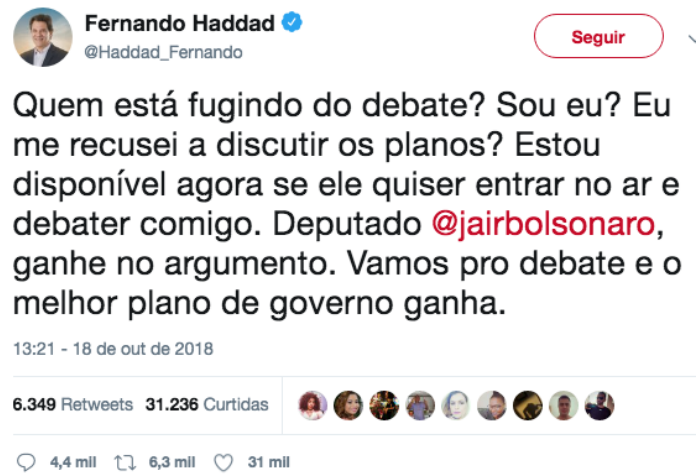 Fernando Haddad
@Haddad_Fernando
Seguir
Quem está fugindo do debate? Sou eu? Eu
me recusei a discutir os planos? Estou
disponível agora se ele quiser entrar no ar e
debater comigo. Deputado @jairbolsonaro,
ganhe no argumento. Vamos pro debate e o
melhor plano de governo ganha.
13:21 - 18 de out de 2018
6.349 Retweets 31.236 Curtidas
4,4 mil 6,3 mil 31 mil